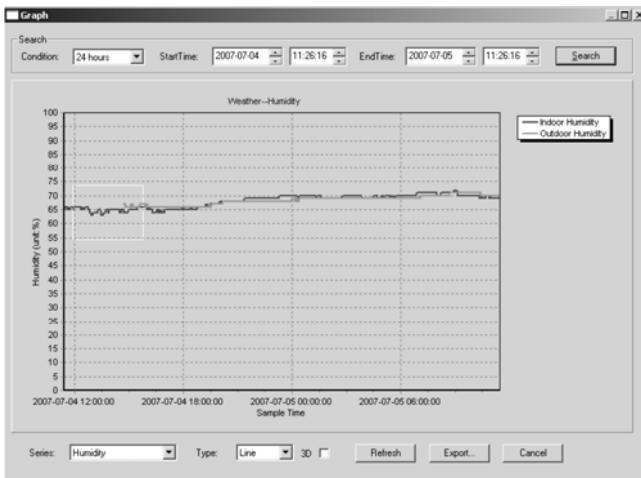 Graph
Search
Condition: 24 hours StartTime: 2007-07-04 11:26:16 EndTime: 2007-07-05 11:26:16 Search
Weather--Humidity
Indoor Humidity
Outdoor Humidity
Humidity (unit:%)
100
95
90
85
80
75
70
65
60
55
50
45
40
35
30
25
20
15
10
5
0
2007-07-04 12:00:00 2007-07-04 18:00:00 2007-07-05 00:00:00 2007-07-05 06:00:00
Sample Time
Series: Humidity Type: Line 3D Refresh Export... Cancel